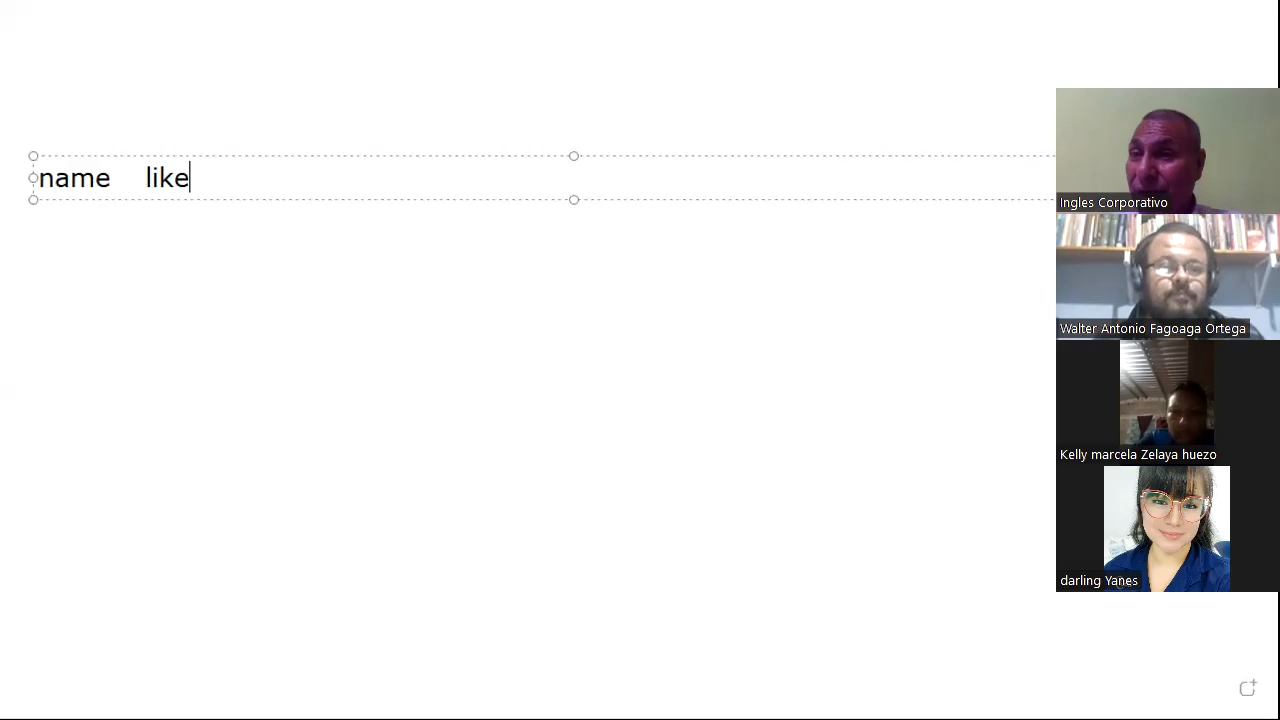 name like
Ingles Corporativo
Walter Antonio Fagoaga Ortega
Kelly marcela Zelaya huezo
darling Yanes